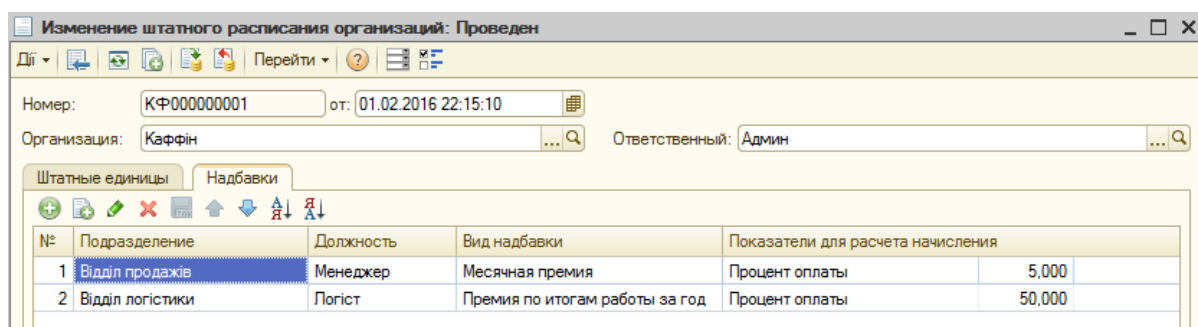 Изменение штатного расписания организаций: Проведен
Дії Перейти
Номер: КФ000000001 от: 01.02.2016 22:15:10
Организация: Каффін ... Ответственный: Админ ...
Штатные единицы Надбавки
№ Подразделение Должность Вид надбавки Показатели для расчета начисления
1 Відділ продажів Менеджер Месячная премия Процент оплаты 5,000
2 Відділ логістики Логіст Премия по итогам работы за год Процент оплаты 50,000